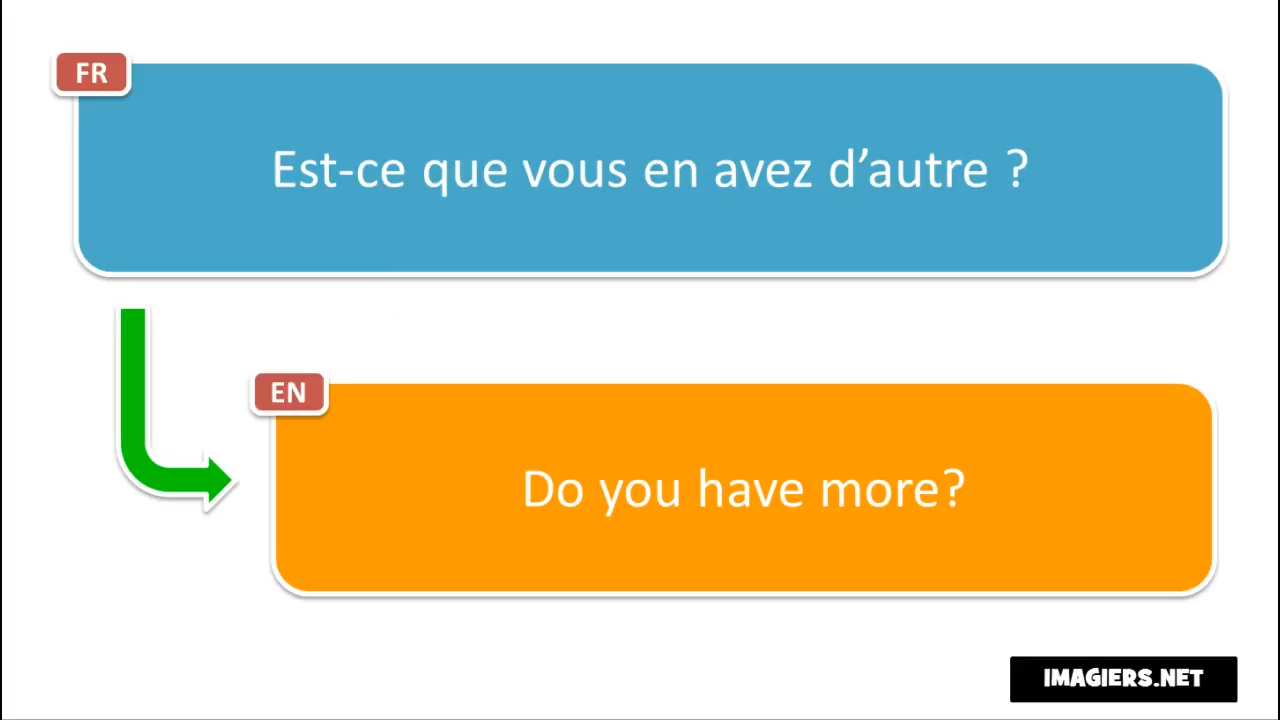 FR
Est-ce que vous en avez d’autre ?
EN
Do you have more?
IMAGIERS.NET